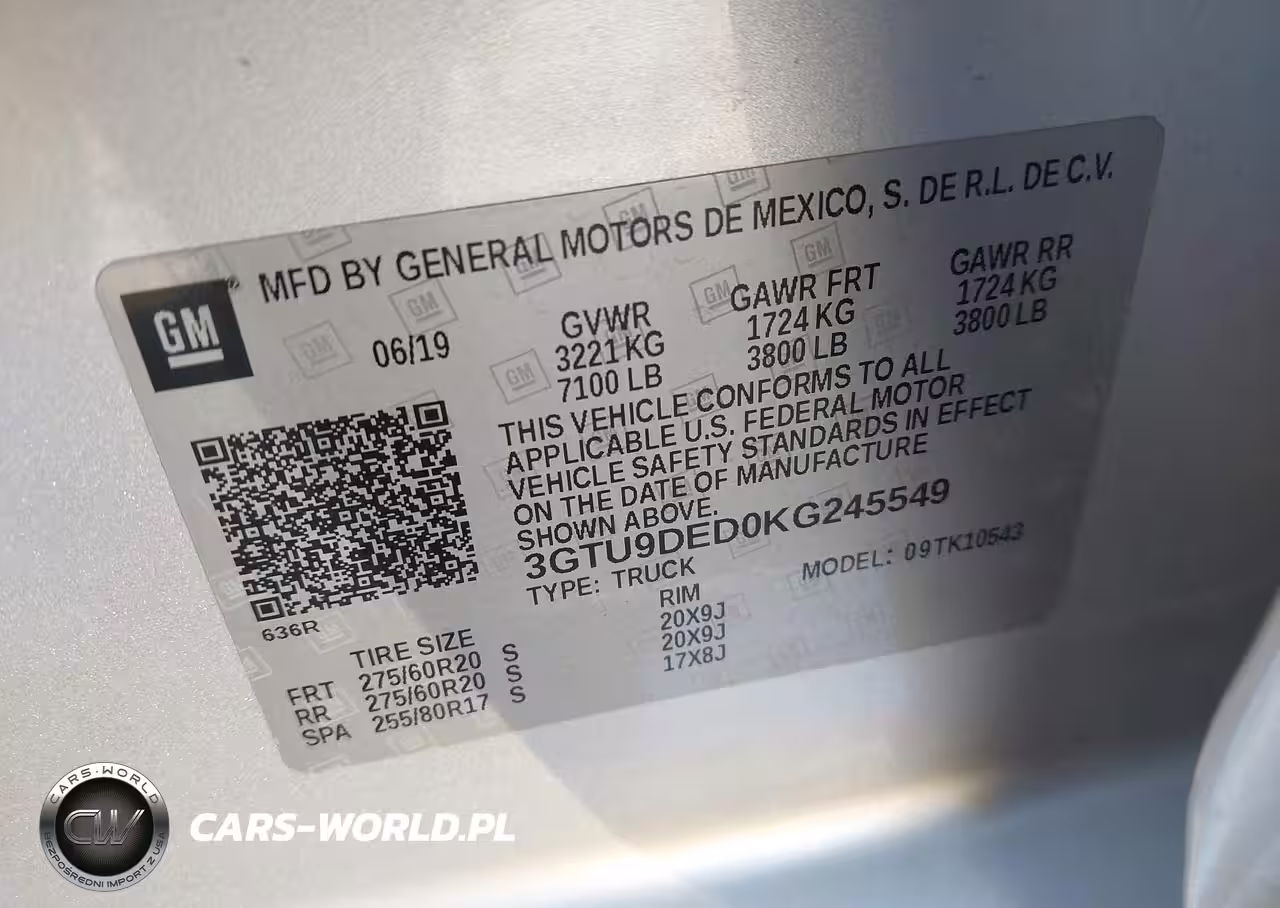 MFD BY GENERAL MOTORS DE MEXICO, S. DE R.L. DE C.V.
GM
06/19
GVWR GAWR FRT GAWR RR
3221 KG 1724 KG 1724 KG
7100 LB 3800 LB 3800 LB
THIS VEHICLE CONFORMS TO ALL
APPLICABLE U.S. FEDERAL MOTOR
VEHICLE SAFETY STANDARDS IN EFFECT
ON THE DATE OF MANUFACTURE
SHOWN ABOVE.
3GTU9DED0KG245549
TYPE: TRUCK MODEL: 09TK10543
636R
TIRE SIZE RIM
FRT 275/60R20 S 20X9J
RR 275/60R20 S 20X9J
SPA 255/80R17 S 17X8J
CARS-WORLD
CW
BEZPOŚREDNI IMPORT Z USA
CARS-WORLD.PL